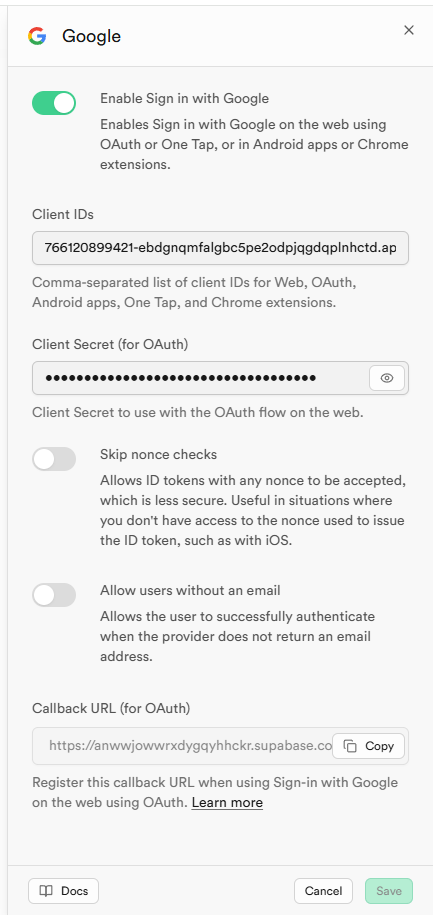 Google
Enable Sign in with Google
Enables Sign in with Google on the web using
OAuth or One Tap, or in Android apps or Chrome
extensions.
Client IDs
766120899421-ebdgnqmfalgbc5pe2odpjqgdqplnhctd.ap
Comma-separated list of client IDs for Web, OAuth,
Android apps, One Tap, and Chrome extensions.
Client Secret (for OAuth)
•••••••••••••••••••••••••••••••••••
Client Secret to use with the OAuth flow on the web.
Skip nonce checks
Allows ID tokens with any nonce to be accepted,
which is less secure. Useful in situations where
you don't have access to the nonce used to issue
the ID token, such as with iOS.
Allow users without an email
Allows the user to successfully authenticate
when the provider does not return an email
address.
Callback URL (for OAuth)
https://anwwjowwrxdygqyhhckr.supabase.co Copy
Register this callback URL when using Sign-in with Google
on the web using OAuth. Learn more
Docs Cancel Save